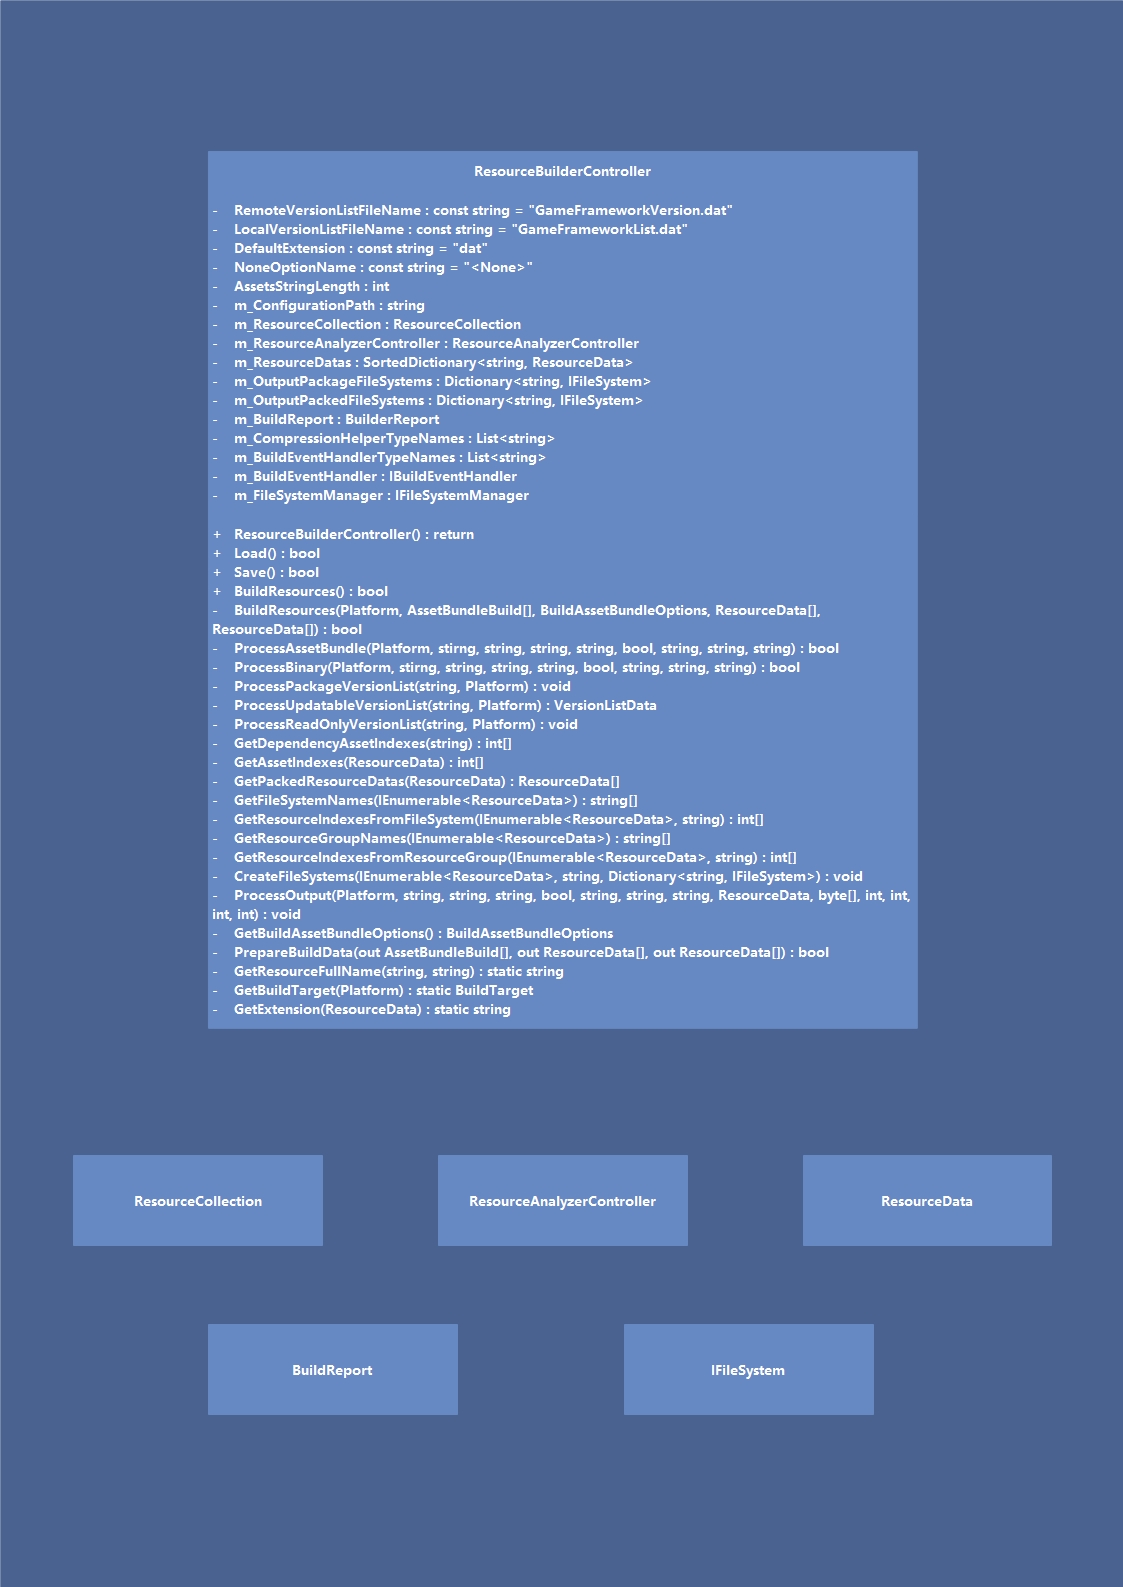 ResourceBuilderController
- RemoteVersionListFileName : const string = "GameFrameworkVersion.dat"
- LocalVersionListFileName : const string = "GameFrameworkList.dat"
- DefaultExtension : const string = "dat"
- NoneOptionName : const string = "<None>"
- AssetsStringLength : int
- m_ConfigurationPath : string
- m_ResourceCollection : ResourceCollection
- m_ResourceAnalyzerController : ResourceAnalyzerController
- m_ResourceDatas : SortedDictionary<string, ResourceData>
- m_OutputPackageFileSystems : Dictionary<string, IFileSystem>
- m_OutputPackedFileSystems : Dictionary<string, IFileSystem>
- m_BuildReport : BuilderReport
- m_CompressionHelperTypeNames : List<string>
- m_BuildEventHandlerTypeNames : List<string>
- m_BuildEventHandler : IBuildEventHandler
- m_FileSystemManager : IFileSystemManager
+ ResourceBuilderController() : return
+ Load() : bool
+ Save() : bool
+ BuildResources() : bool
- BuildResources(Platform, AssetBundleBuild[], BuildAssetBundleOptions, ResourceData[],
ResourceData[]) : bool
- ProcessAssetBundle(Platform, stirng, string, string, string, bool, string, string, string) : bool
- ProcessBinary(Platform, stirng, string, string, string, bool, string, string, string) : bool
- ProcessPackageVersionList(string, Platform) : void
- ProcessUpdatableVersionList(string, Platform) : VersionListData
- ProcessReadOnlyVersionList(string, Platform) : void
- GetDependencyAssetIndexes(string) : int[]
- GetAssetIndexes(ResourceData) : int[]
- GetPackedResourceDatas(ResourceData) : ResourceData[]
- GetFileSystemNames(IEnumerable<ResourceData>) : string[]
- GetResourceIndexesFromFileSystem(IEnumerable<ResourceData>, string) : int[]
- GetResourceGroupNames(IEnumerable<ResourceData>) : string[]
- GetResourceIndexesFromResourceGroup(IEnumerable<ResourceData>, string) : int[]
- CreateFileSystems(IEnumerable<ResourceData>, string, Dictionary<string, IFileSystem>) : void
- ProcessOutput(Platform, string, string, string, bool, string, string, string, ResourceData, byte[], int, int,
int, int) : void
- GetBuildAssetBundleOptions() : BuildAssetBundleOptions
- PrepareBuildData(out AssetBundleBuild[], out ResourceData[], out ResourceData[]) : bool
- GetResourceFullName(string, string) : static string
- GetBuildTarget(Platform) : static BuildTarget
- GetExtension(ResourceData) : static string
ResourceCollection
ResourceAnalyzerController
ResourceData
BuildReport
IFileSystem